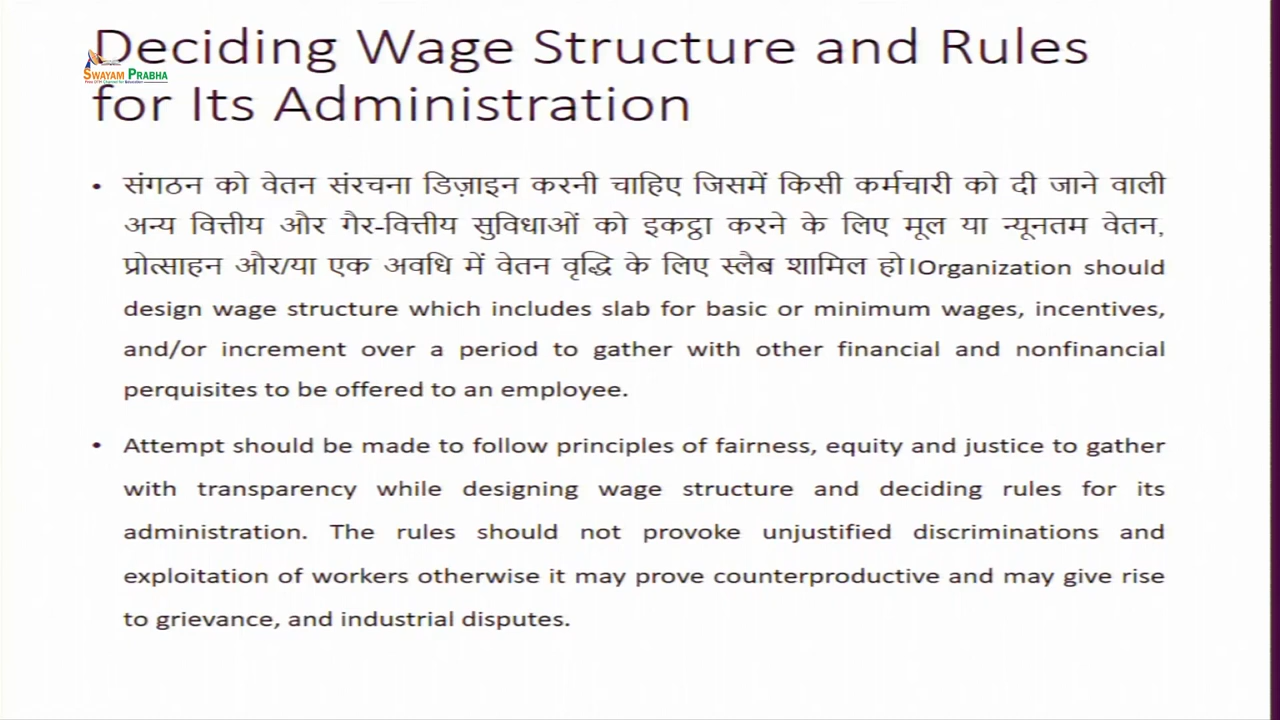 Deciding Wage Structure and Rules
SWAYAM PRABHA
for Its Administration
• संगठन को वेतन संरचना डिज़ाइन करनी चाहिए जिसमें किसी कर्मचारी को दी जाने वाली
अन्य वित्तीय और गैर-वित्तीय सुविधाओं को इकट्ठा करने के लिए मूल या न्यूनतम वेतन,
प्रोत्साहन और/या एक अवधि में वेतन वृद्धि के लिए स्लैब शामिल हो।Organization should
design wage structure which includes slab for basic or minimum wages, incentives,
and/or increment over a period to gather with other financial and nonfinancial
perquisites to be offered to an employee.
• Attempt should be made to follow principles of fairness, equity and justice to gather
with transparency while designing wage structure and deciding rules for its
administration. The rules should not provoke unjustified discriminations and
exploitation of workers otherwise it may prove counterproductive and may give rise
to grievance, and industrial disputes.